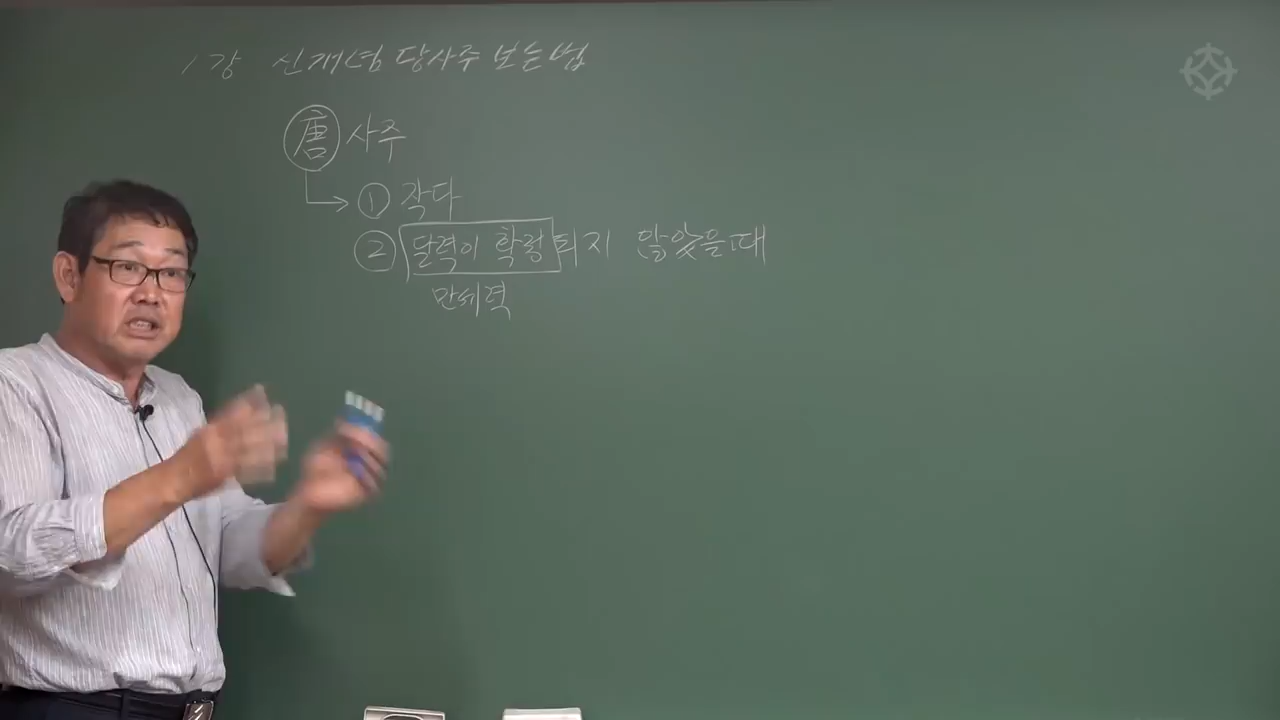 1강 신개념 당사주 보는법
唐사주
① 작다
② 달력이 확정되지 않았을때
만세력